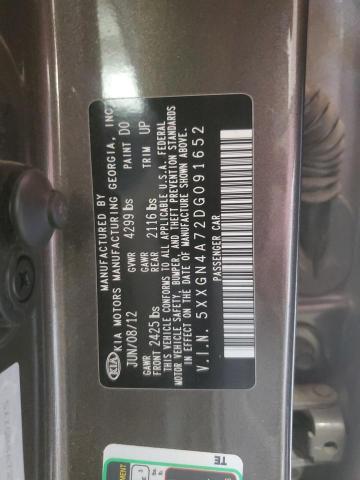 MANUFACTURED BY
KIA KIA MOTORS MANUFACTURING GEORGIA, INC.
JUN/08/12 GVWR 4299 lbs PAINT D0
GAWR FRONT 2425 lbs GAWR REAR 2116 lbs TRIM UP
THIS VEHICLE CONFORMS TO ALL APPLICABLE U.S.A. FEDERAL
MOTOR VEHICLE SAFETY, BUMPER, AND THEFT PREVENTION STANDARDS
IN EFFECT ON THE DATE OF MANUFACTURE SHOWN ABOVE.
V.I.N. 5XXGN4A72DG091652
PASSENGER CAR